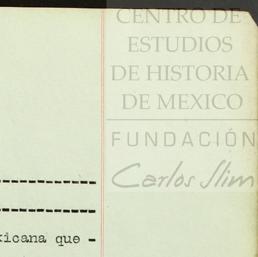 CENTRO DE
ESTUDIOS
DE HISTORIA
DE MEXICO
FUNDACIÓN
Carlos Slim
xicana que -